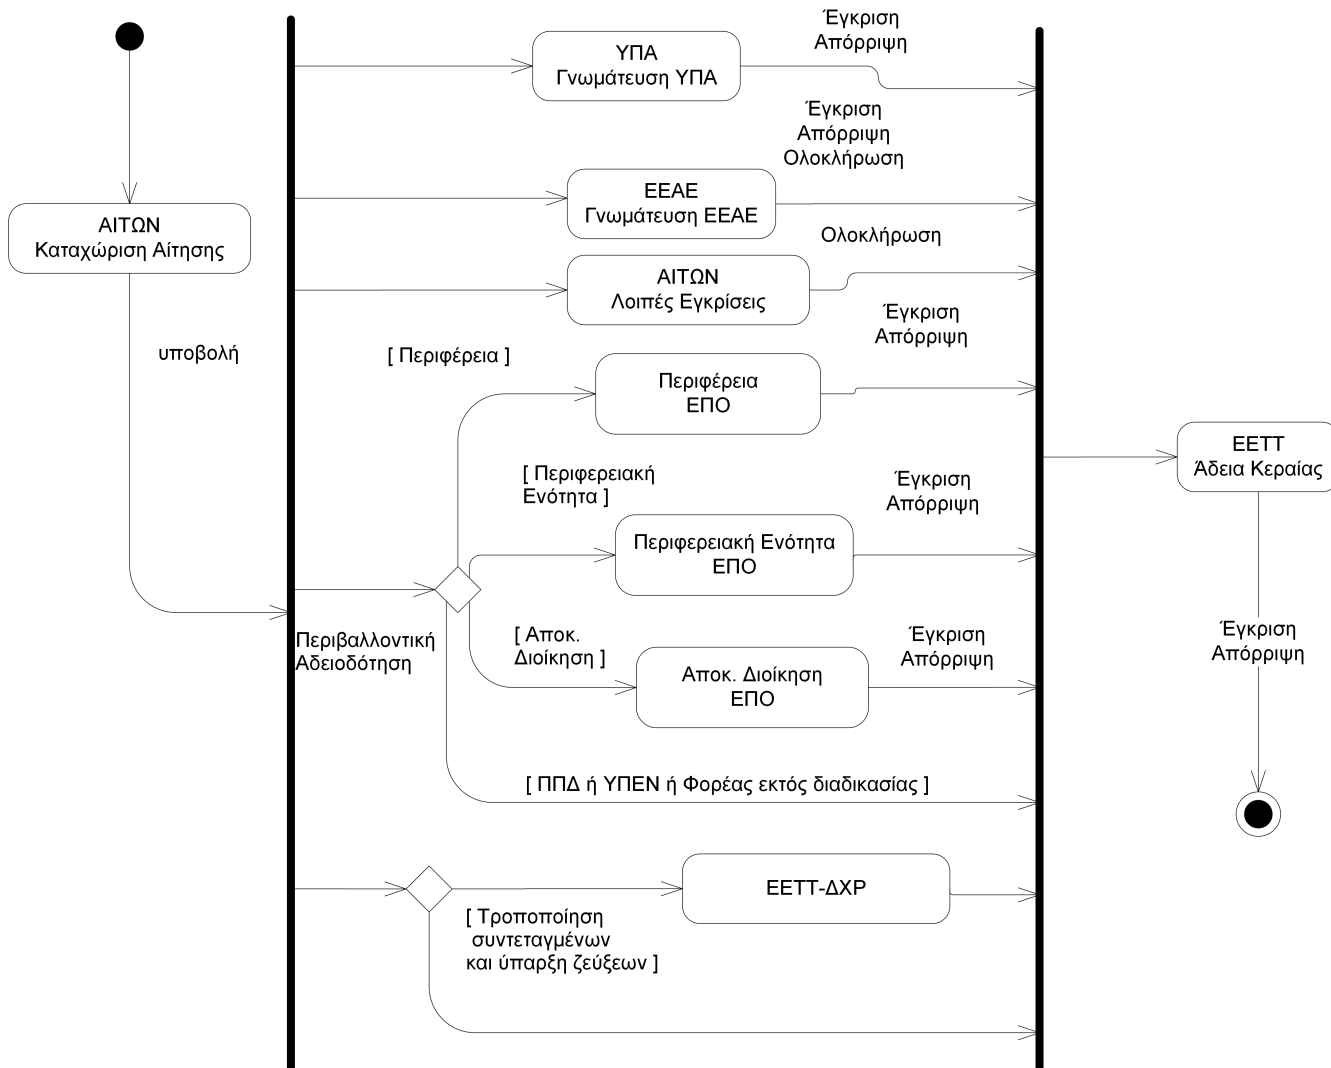 Έγκριση
Απόρριψη
ΥΠΑ
Γνωμάτευση ΥΠΑ
Έγκριση
Απόρριψη
Ολοκλήρωση
ΕΕΑΕ
Γνωμάτευση ΕΕΑΕ
ΑΙΤΩΝ
Καταχώριση Αίτησης
Ολοκλήρωση
ΑΙΤΩΝ
Λοιπές Εγκρίσεις
υποβολή
[ Περιφέρεια ]
Έγκριση
Απόρριψη
Περιφέρεια
ΕΠΟ
ΕΕΤΤ
Άδεια Κεραίας
[ Περιφερειακή
Ενότητα ]
Έγκριση
Απόρριψη
Περιφερειακή Ενότητα
ΕΠΟ
Περιβαλλοντική
Αδειοδότηση
[ Αποκ.
Διοίκηση ]
Έγκριση
Απόρριψη
Αποκ. Διοίκηση
ΕΠΟ
Έγκριση
Απόρριψη
[ ΠΠΔ ή ΥΠΕΝ ή Φορέας εκτός διαδικασίας ]
ΕΕΤΤ-ΔΧΡ
[ Τροποποίηση
συντεταγμένων
και ύπαρξη ζεύξεων ]